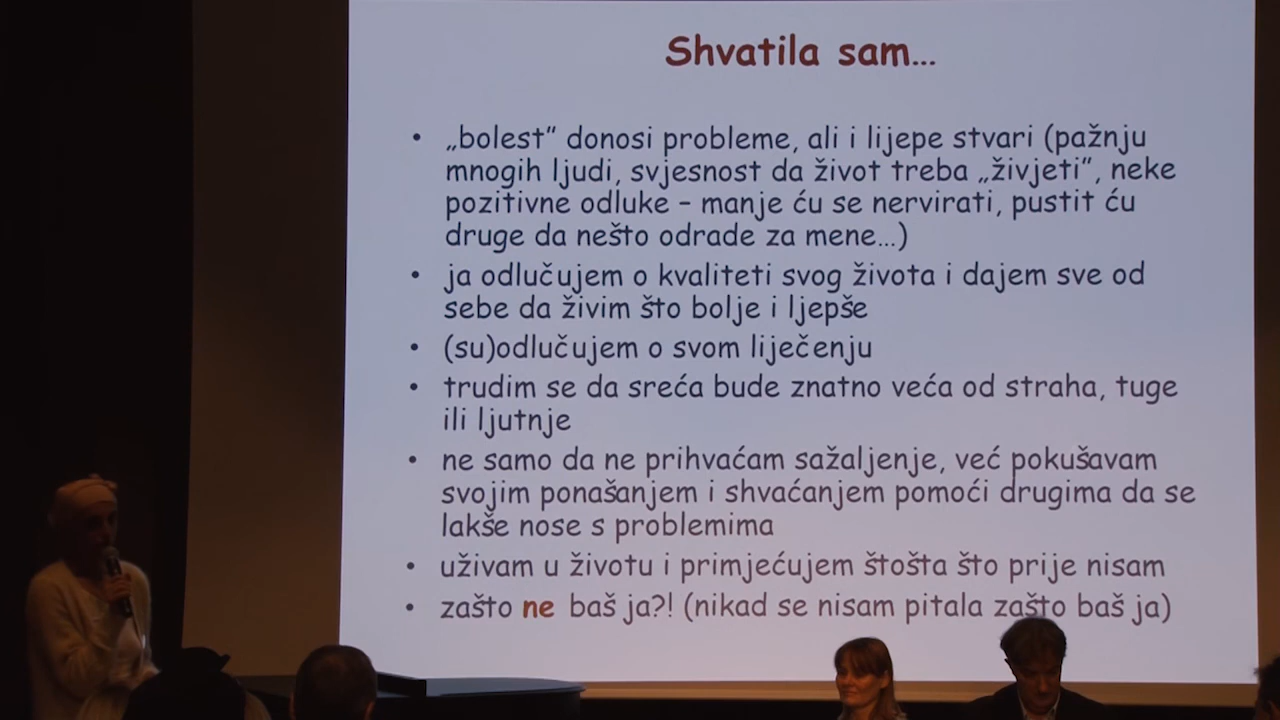 Shvatila sam...
• „bolest” donosi probleme, ali i lijepe stvari (pažnju
mnogih ljudi, svjesnost da život treba „živjeti”, neke
pozitivne odluke – manje ću se nervirati, pustit ću
druge da nešto odrade za mene...)
• ja odlučujem o kvaliteti svog života i dajem sve od
sebe da živim što bolje i ljepše
• (su)odlučujem o svom liječenju
• trudim se da sreća bude znatno veća od straha, tuge
ili ljutnje
• ne samo da ne prihvaćam sažaljenje, već pokušavam
svojim ponašanjem i shvaćanjem pomoći drugima da se
lakše nose s problemima
• uživam u životu i primjećujem štošta što prije nisam
• zašto ne baš ja?! (nikad se nisam pitala zašto baš ja)